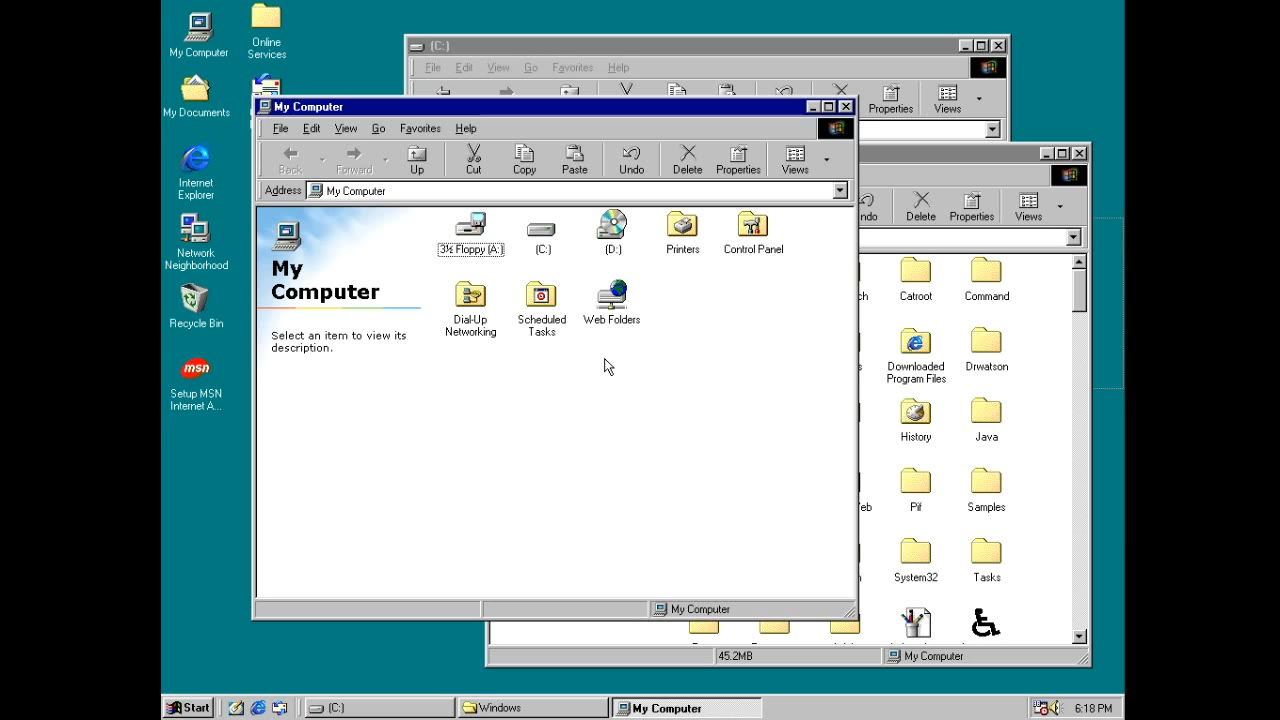 My Computer
Online
Services
My Documents
Internet
Explorer
Network
Neighborhood
Recycle Bin
msn
Setup MSN
Internet A...
(C:)
File Edit View Go Favorites Help
Properties Views
My Computer
File Edit View Go Favorites Help
Back Forward Up Cut Copy Paste Undo Delete Properties Views
Address My Computer
My
Computer
Select an item to view its
description.
3½ Floppy (A:) (C:) (D:) Printers Control Panel
Dial-Up
Networking
Scheduled
Tasks
Web Folders
My Computer
Delete Properties Views
Catroot Command
Downloaded
Program Files
Drwatson
History Java
Pif Samples
System32 Tasks
45.2MB My Computer
Start (C:) Windows My Computer 6:18 PM